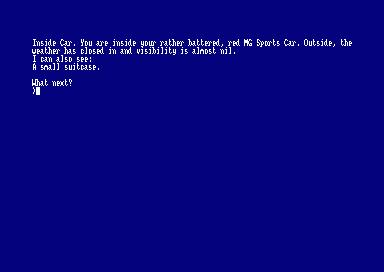 Inside Car. You are inside your rather battered, red MG Sports Car. Outside, the
weather has closed in and visibility is almost nil.
I can also see:
A small suitcase.
What next?
>